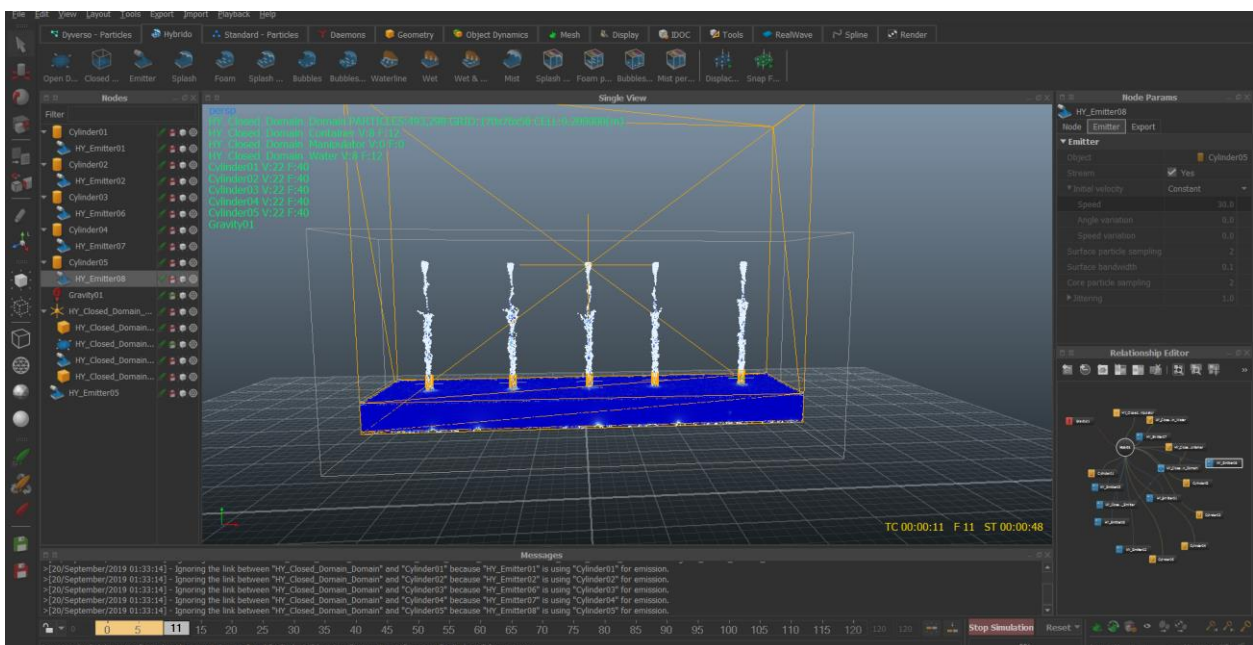 File Edit View Layout Tools Export Import Playback Help
Dyverso - Particles Hybrido Standard - Particles Daemons Geometry Object Dynamics Mesh Display IDOC Tools RealWave Spline Render
Open D... Closed ... Emitter Splash Foam Splash ... Bubbles Bubbles... Waterline Wet Wet & ... Mist Splash ... Foam p... Bubbles... Mist per... Displac... Snap F...
Nodes
Filter
Cylinder01
HY_Emitter01
Cylinder02
HY_Emitter02
Cylinder03
HY_Emitter06
Cylinder04
HY_Emitter07
Cylinder05
HY_Emitter08
Gravity01
HY_Closed_Domain_...
HY_Closed_Domain...
HY_Closed_Domain...
HY_Closed_Domain...
HY_Closed_Domain...
HY_Emitter05
Single View
persp
HY_Closed_Domain_Container V:8 F:12
HY_Closed_Domain_Manipulator V:0 F:0
HY_Closed_Domain_Water V:8 F:12
Cylinder01 V:22 F:40
Cylinder02 V:22 F:40
Cylinder03 V:22 F:40
Cylinder04 V:22 F:40
Cylinder05 V:22 F:40
Gravity01
TC 00:00:11 F 11 ST 00:00:48
Node Params
HY_Emitter08
Node Emitter Export
Emitter
Object Cylinder05
Stream Yes
Initial velocity Constant
Speed 30.0
Angle variation 0.0
Speed variation 0.0
Surface particle sampling 2
Surface bandwidth 0.1
Core particle sampling 2
Jittering 1.0
Relationship Editor
Messages
>[20/September/2019 01:33:14] - Ignoring the link between "HY_Closed_Domain_Domain" and "Cylinder01" because "HY_Emitter01" is using "Cylinder01" for emission.
>[20/September/2019 01:33:14] - Ignoring the link between "HY_Closed_Domain_Domain" and "Cylinder02" because "HY_Emitter02" is using "Cylinder02" for emission.
>[20/September/2019 01:33:14] - Ignoring the link between "HY_Closed_Domain_Domain" and "Cylinder03" because "HY_Emitter06" is using "Cylinder03" for emission.
>[20/September/2019 01:33:14] - Ignoring the link between "HY_Closed_Domain_Domain" and "Cylinder04" because "HY_Emitter07" is using "Cylinder04" for emission.
>[20/September/2019 01:33:14] - Ignoring the link between "HY_Closed_Domain_Domain" and "Cylinder05" because "HY_Emitter08" is using "Cylinder05" for emission.
0 0 5 11 15 20 25 30 35 40 45 50 55 60 65 70 75 80 85 90 95 100 105 110 115 120 120 120 Stop Simulation Reset